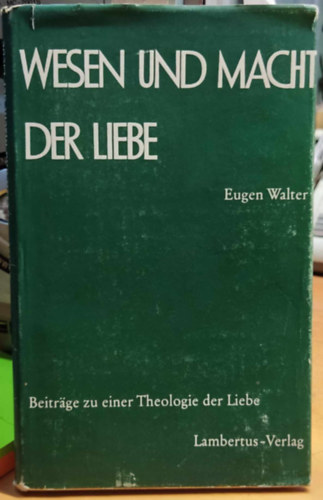 WESEN UND MACHT
DER LIEBE
Eugen Walter
Beiträge zu einer Theologie der Liebe
Lambertus-Verlag